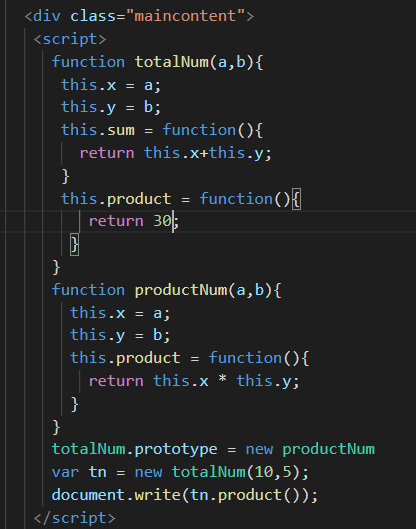 <div class="maincontent">
<script>
function totalNum(a,b){
this.x = a;
this.y = b;
this.sum = function(){
return this.x+this.y;
}
this.product = function(){
return 30;
}
}
function productNum(a,b){
this.x = a;
this.y = b;
this.product = function(){
return this.x * this.y;
}
}
totalNum.prototype = new productNum
var tn = new totalNum(10,5);
document.write(tn.product());
</script>